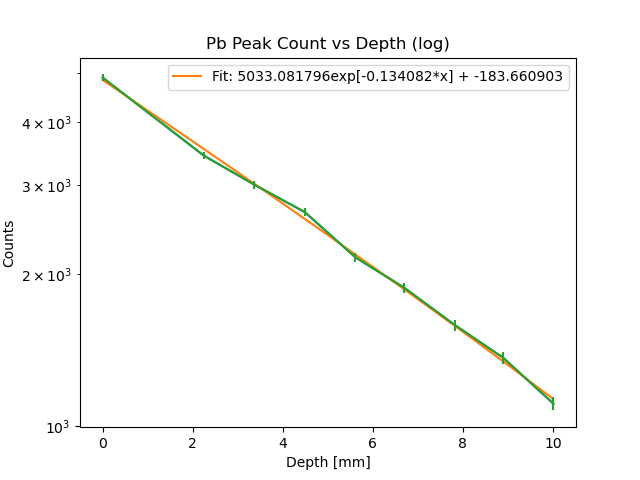 Pb Peak Count vs Depth (log)
Fit: 5033.081796exp[-0.134082*x] + -183.660903
4 × 10³
3 × 10³
2 × 10³
10³
Counts
0 2 4 6 8 10
Depth [mm]